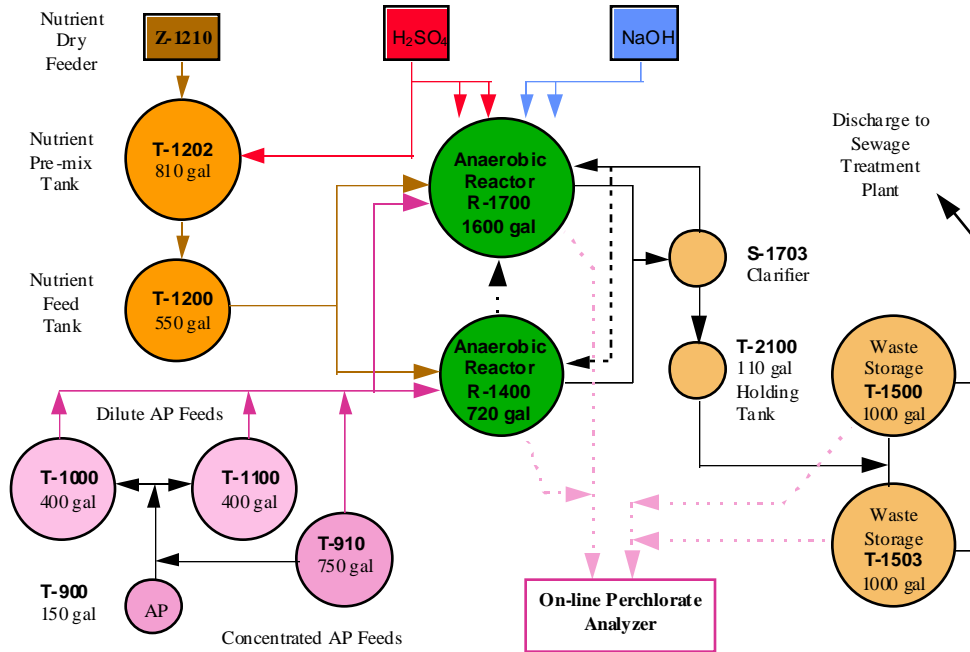 Nutrient
Dry
Feeder
Z-1210
H₂SO₄
NaOH
Nutrient
Pre-mix
Tank
T-1202
810 gal
Anaerobic
Reactor
R-1700
1600 gal
Discharge to
Sewage
Treatment
Plant
S-1703
Clarifier
Nutrient
Feed
Tank
T-1200
550 gal
Anaerobic
Reactor
R-1400
720 gal
T-2100
110 gal
Holding
Tank
Waste
Storage
T-1500
1000 gal
Dilute AP Feeds
T-1000
400 gal
T-1100
400 gal
T-910
750 gal
Waste
Storage
T-1503
1000 gal
T-900
150 gal
AP
Concentrated AP Feeds
On-line Perchlorate
Analyzer